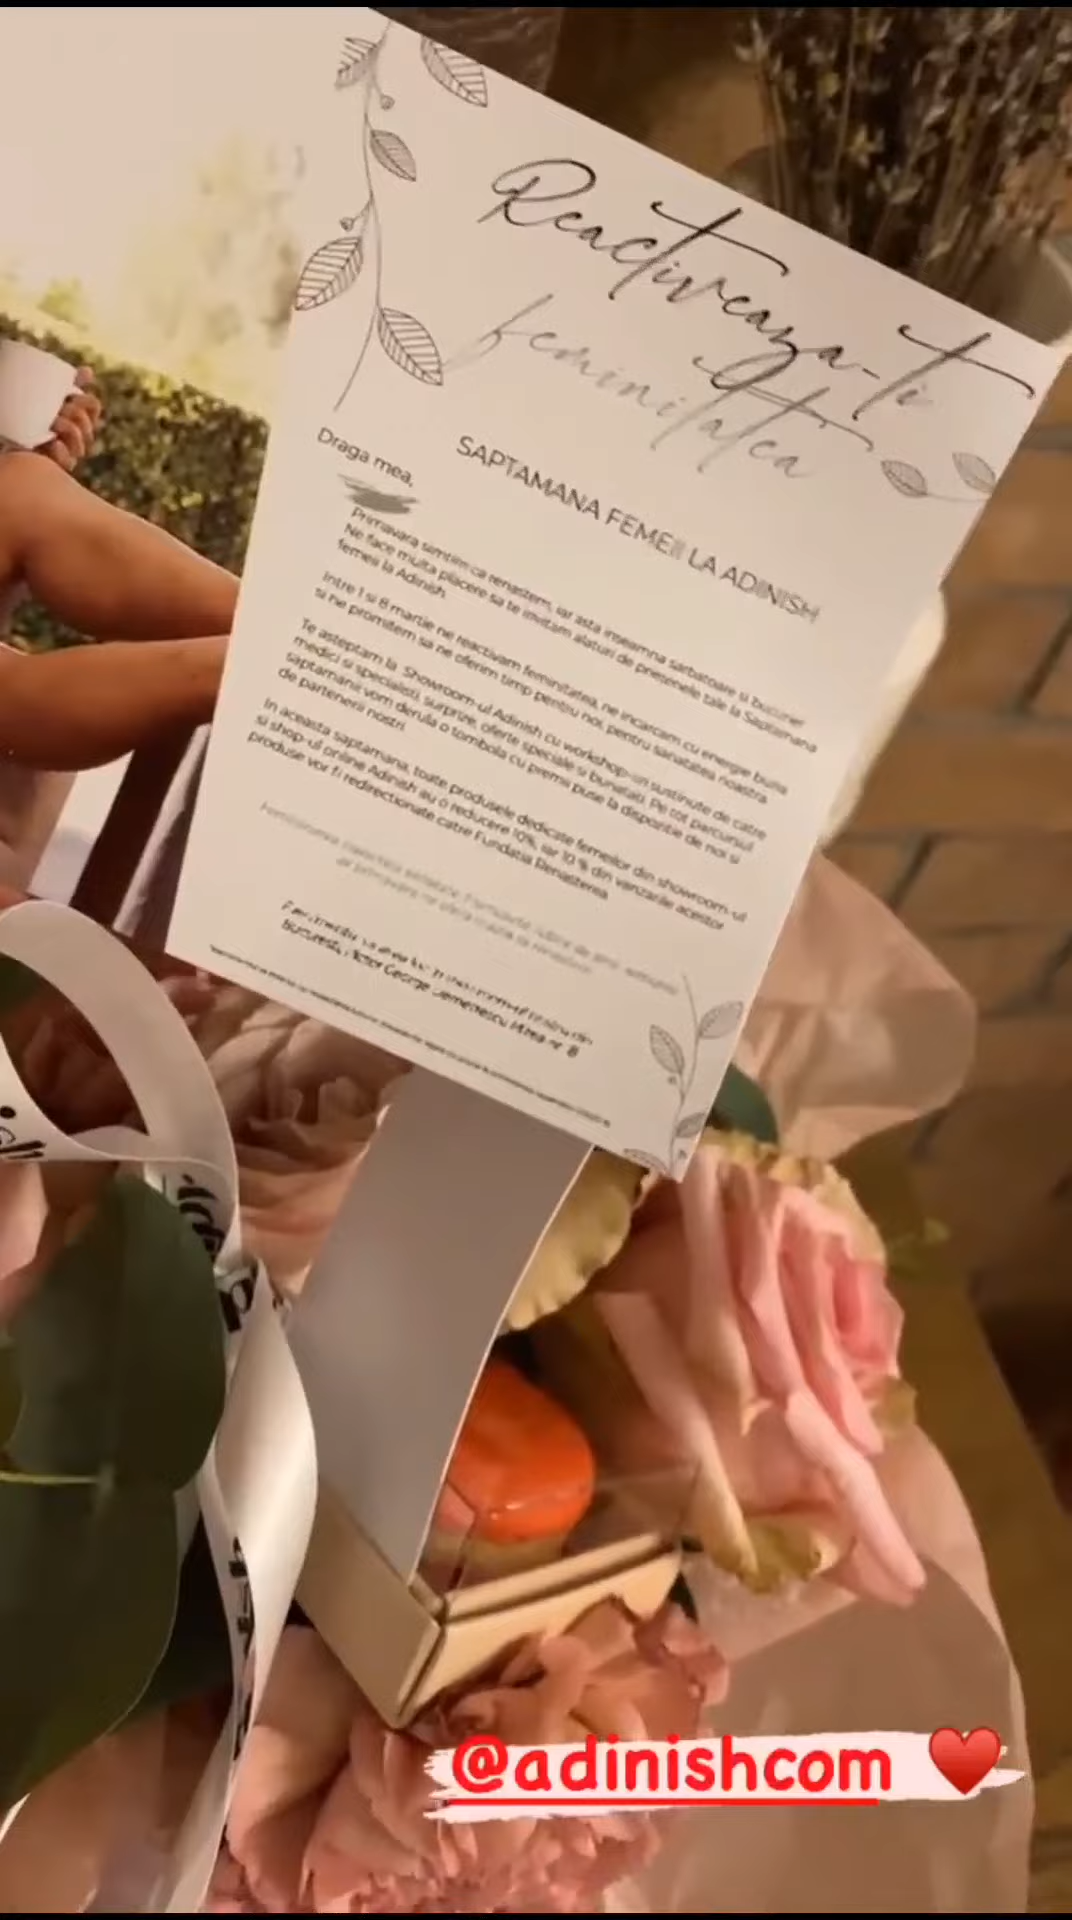 Reactiveaza-ti
feminitatea
SAPTAMANA FEMEII LA ADINISH
Draga mea,
Primavara simtim ca renastem, iar asta inseamna sarbatoare si bucurie!
Ne face multa placere sa te invitam alaturi de prietenele tale la Saptamana
femeii la Adinish.
Intre 1 si 8 martie ne reactivam feminitatea, ne incarcam cu energie buna
si ne promitem sa ne oferim timp pentru noi, pentru sanatatea noastra.
Te asteptam la Showroom-ul Adinish cu workshop-uri sustinute de catre
medici si specialisti, surprize, oferte speciale si bunatati. Pe tot parcursul
saptamanii vom derula o tombola cu premii puse la dispozitie de noi si
de partenerii nostri.
In aceasta saptamana, toate produsele dedicate femeilor din showroom-ul
si shop-ul online Adinish au o reducere 10%, iar 10 % din vanzarile acestor
produse vor fi redirectionate catre Fundatia Renasterea.
Bucuresti, George nr. 8
@adinishcom ❤️